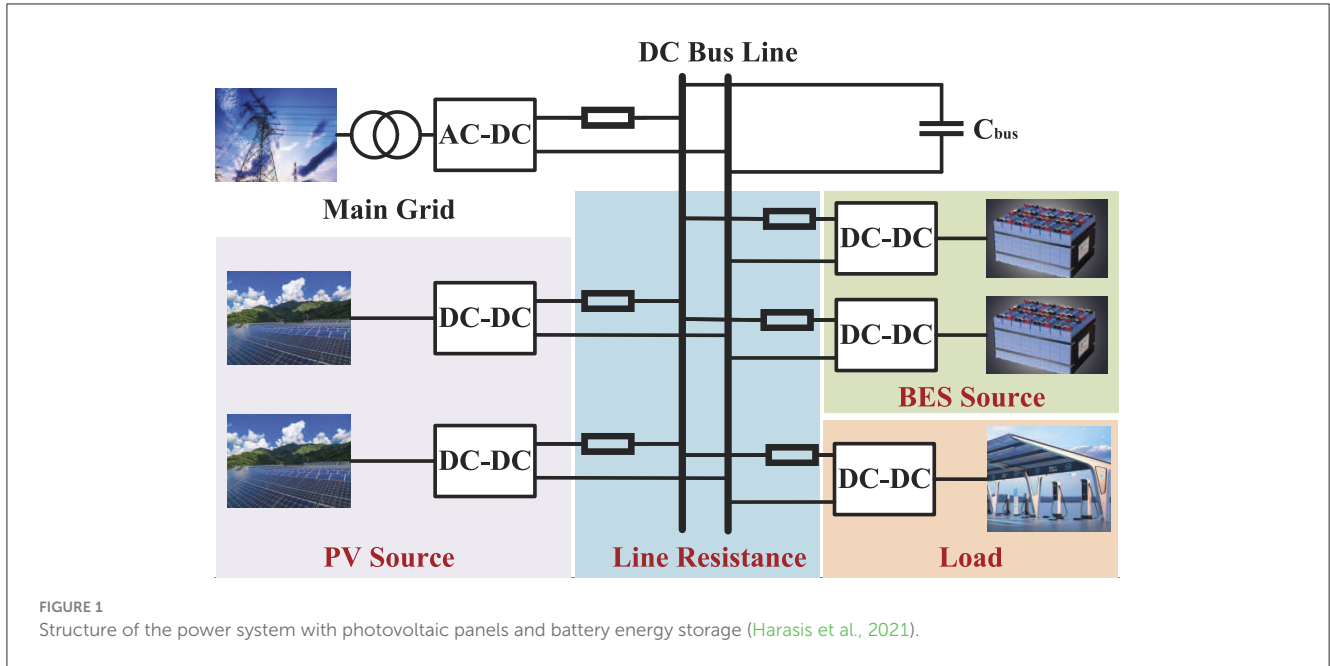 DC Bus Line
AC-DC
Cbus
Main Grid
DC-DC
DC-DC
DC-DC
DC-DC
BES Source
DC-DC
DC-DC
PV Source
Line Resistance
Load
FIGURE 1
Structure of the power system with photovoltaic panels and battery energy storage (Harasis et al., 2021).